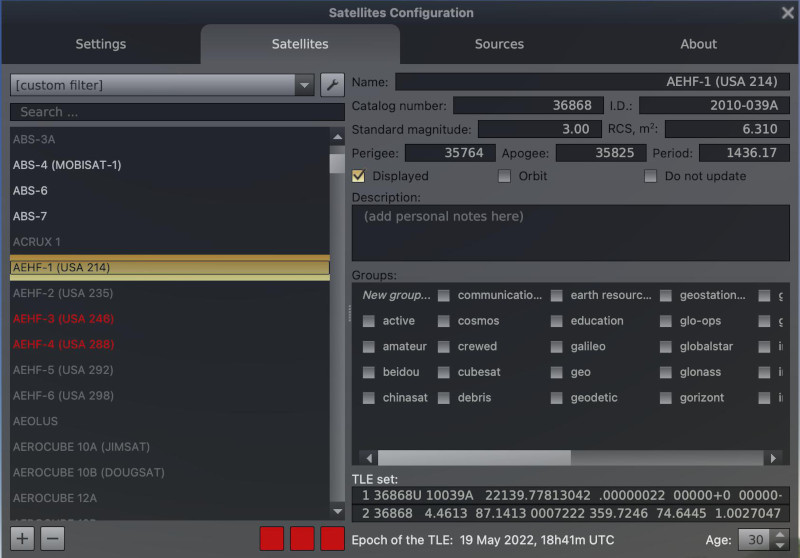 Satellites Configuration
Settings
Satellites
Sources
About
[custom filter]
Search ...
ABS-3A
ABS-4 (MOBISAT-1)
ABS-6
ABS-7
ACRUX 1
AEHF-1 (USA 214)
AEHF-2 (USA 235)
AEHF-3 (USA 246)
AEHF-4 (USA 288)
AEHF-5 (USA 292)
AEHF-6 (USA 298)
AEOLUS
AEROCUBE 10A (JIMSAT)
AEROCUBE 10B (DOUGSAT)
AEROCUBE 12A
Name: AEHF-1 (USA 214)
Catalog number: 36868 I.D.: 2010-039A
Standard magnitude: 3.00 RCS, m²: 6.310
Perigee: 35764 Apogee: 35825 Period: 1436.17
Displayed Orbit Do not update
Description:
(add personal notes here)
Groups:
New group... communicatio... earth resourc... geostation... g
active cosmos education glo-ops g
amateur crewed galileo globalstar i
beidou cubesat geo glonass i
chinasat debris geodetic gorizont i
TLE set:
1 36868U 10039A 22139.77813042 .00000022 00000+0 00000-
2 36868 4.4613 87.1413 0007222 359.7246 74.6445 1.0027047
Epoch of the TLE: 19 May 2022, 18h41m UTC Age: 30